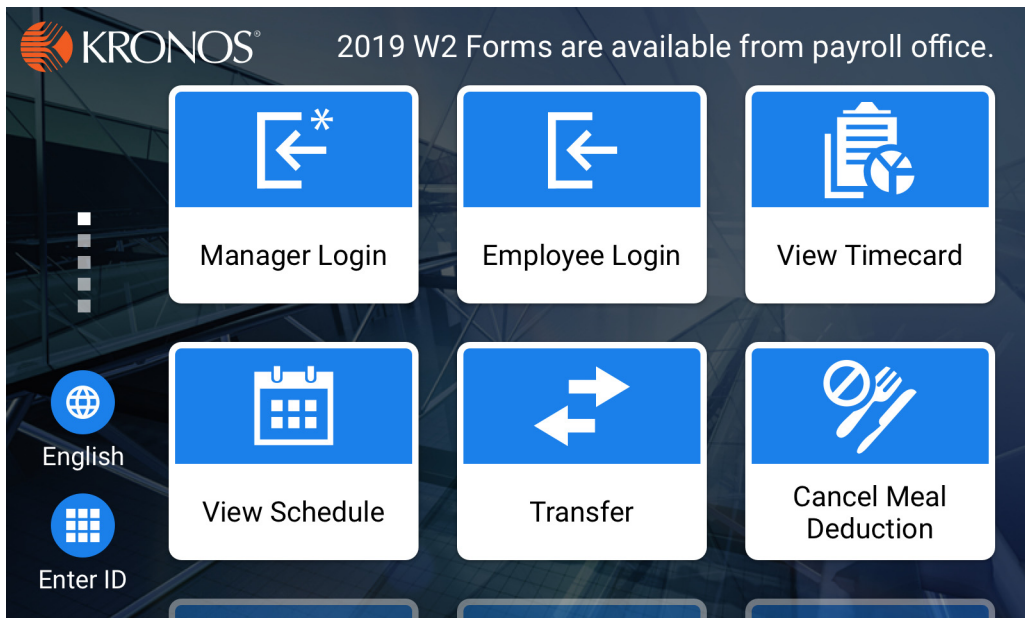 KRONOS®
2019 W2 Forms are available from payroll office.
Manager Login
Employee Login
View Timecard
View Schedule
Transfer
Cancel Meal
Deduction
English
Enter ID